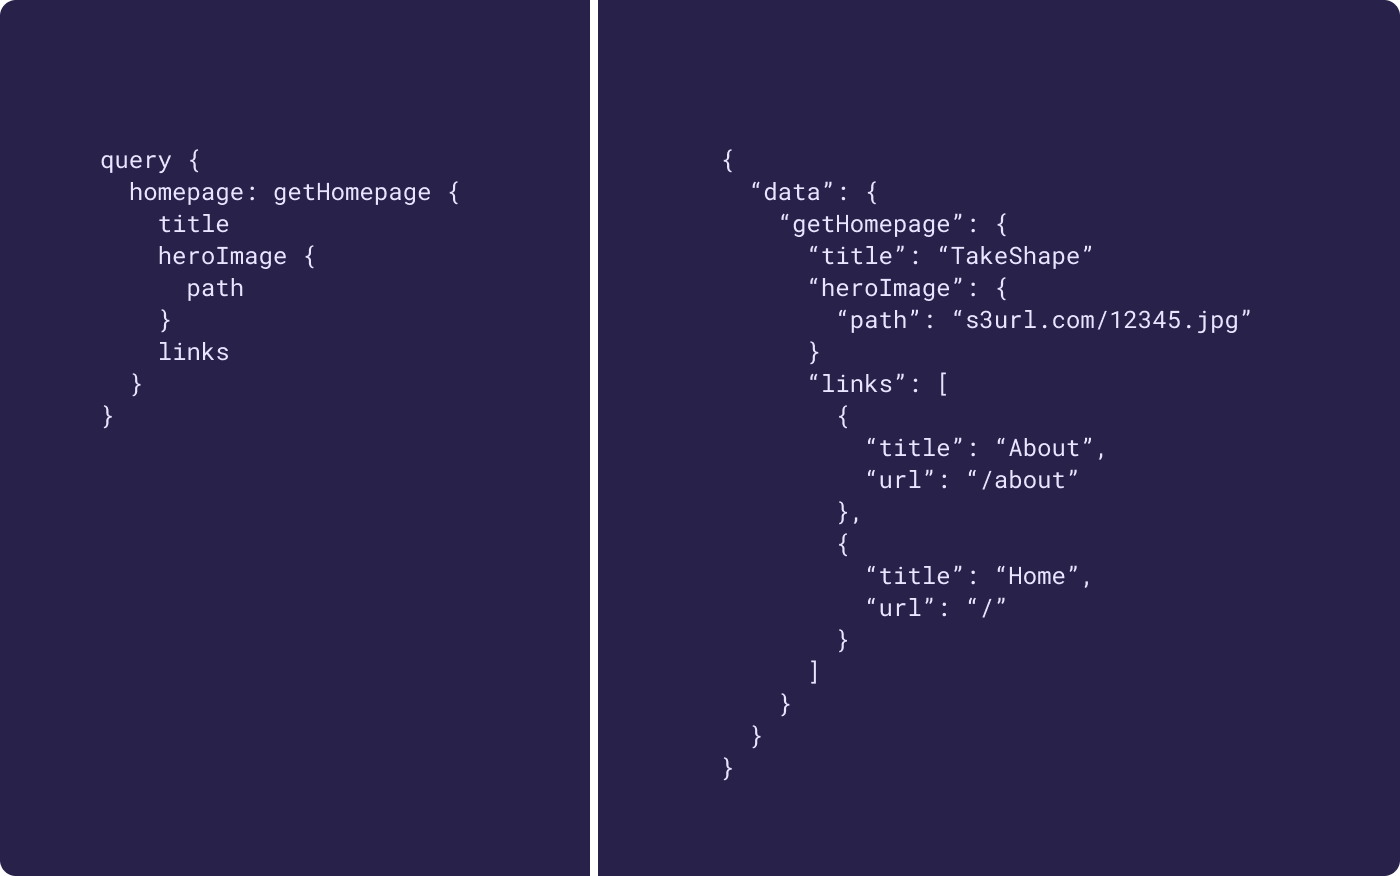 query {
  homepage: getHomepage {
    title
    heroImage {
      path
    }
    links
  }
}
{
  “data”: {
    “getHomepage”: {
      “title”: “TakeShape”
      “heroImage”: {
        “path”: “s3url.com/12345.jpg”
      }
      “links”: [
        {
          “title”: “About”,
          “url”: “/about”
        },
        {
          “title”: “Home”,
          “url”: “/”
        }
      ]
    }
  }
}